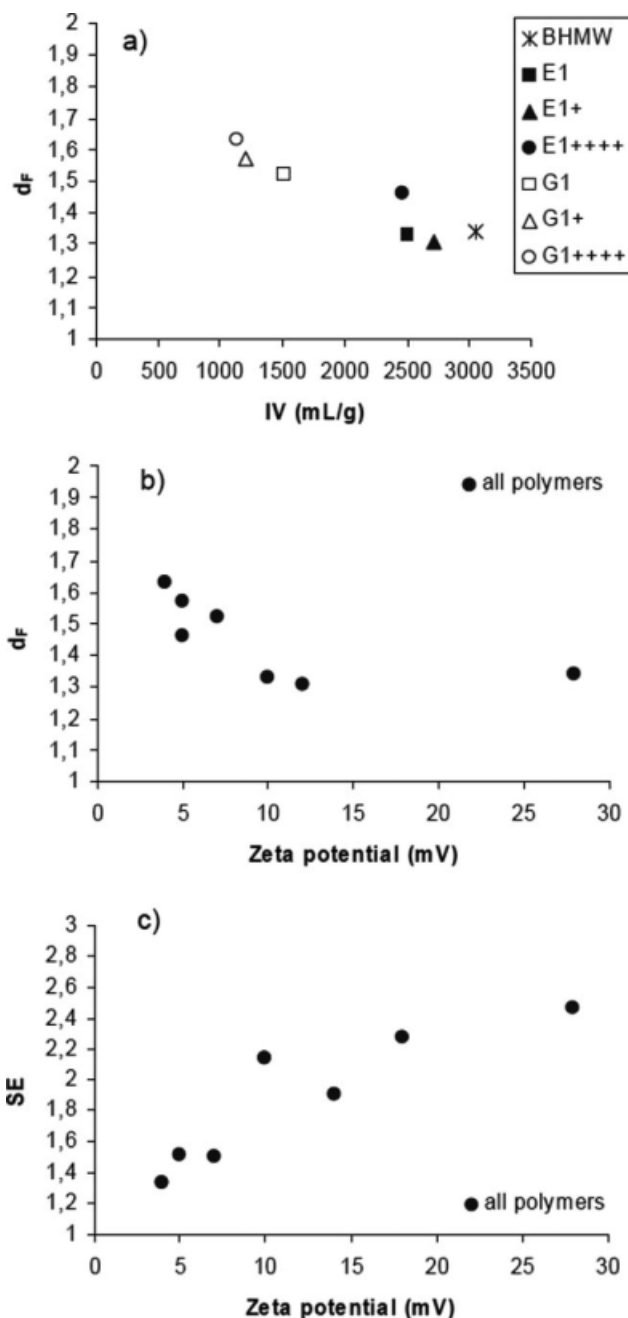 a)
2
1,9
1,8
1,7
1,6
1,5
1,4
1,3
1,2
1,1
1
dF
0 500 1000 1500 2000 2500 3000 3500
IV (mL/g)
BHMW
E1
E1+
E1++++
G1
G1+
G1++++
b)
all polymers
2
1,9
1,8
1,7
1,6
1,5
1,4
1,3
1,2
1,1
1
dF
0 5 10 15 20 25 30
Zeta potential (mV)
c)
3
2,8
2,6
2,4
2,2
2
1,8
1,6
1,4
1,2
1
SE
all polymers
0 5 10 15 20 25 30
Zeta potential (mV)